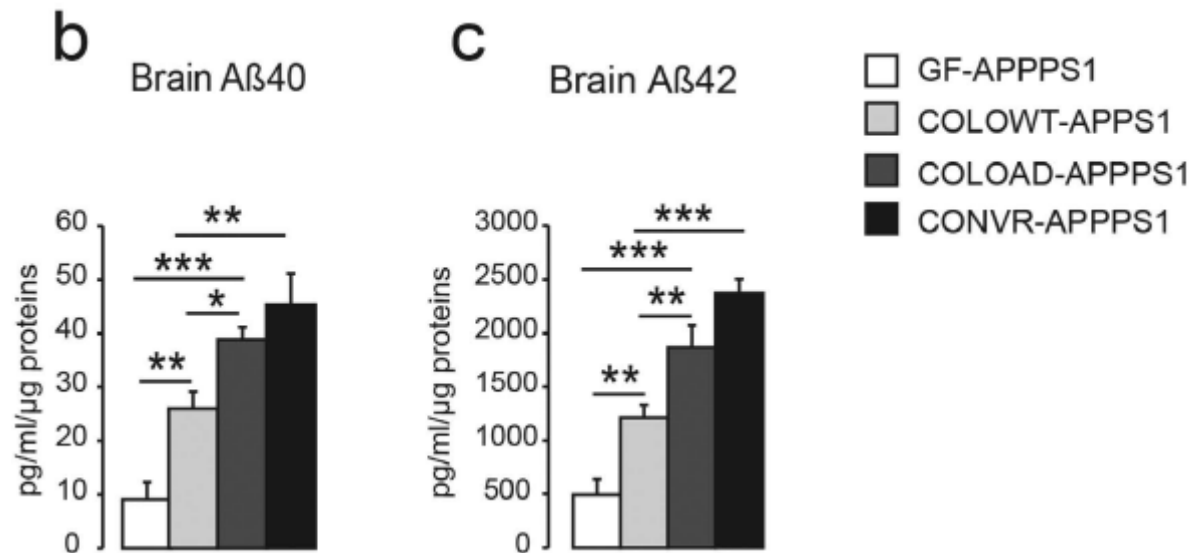 b
Brain Aß40
pg/ml/µg proteins
60
50
40
30
20
10
0
**
***
*
**
c
Brain Aß42
pg/ml/µg proteins
3000
2500
2000
1500
1000
500
0
***
***
**
**
GF-APPPS1
COLOWT-APPS1
COLOAD-APPPS1
CONVR-APPPS1